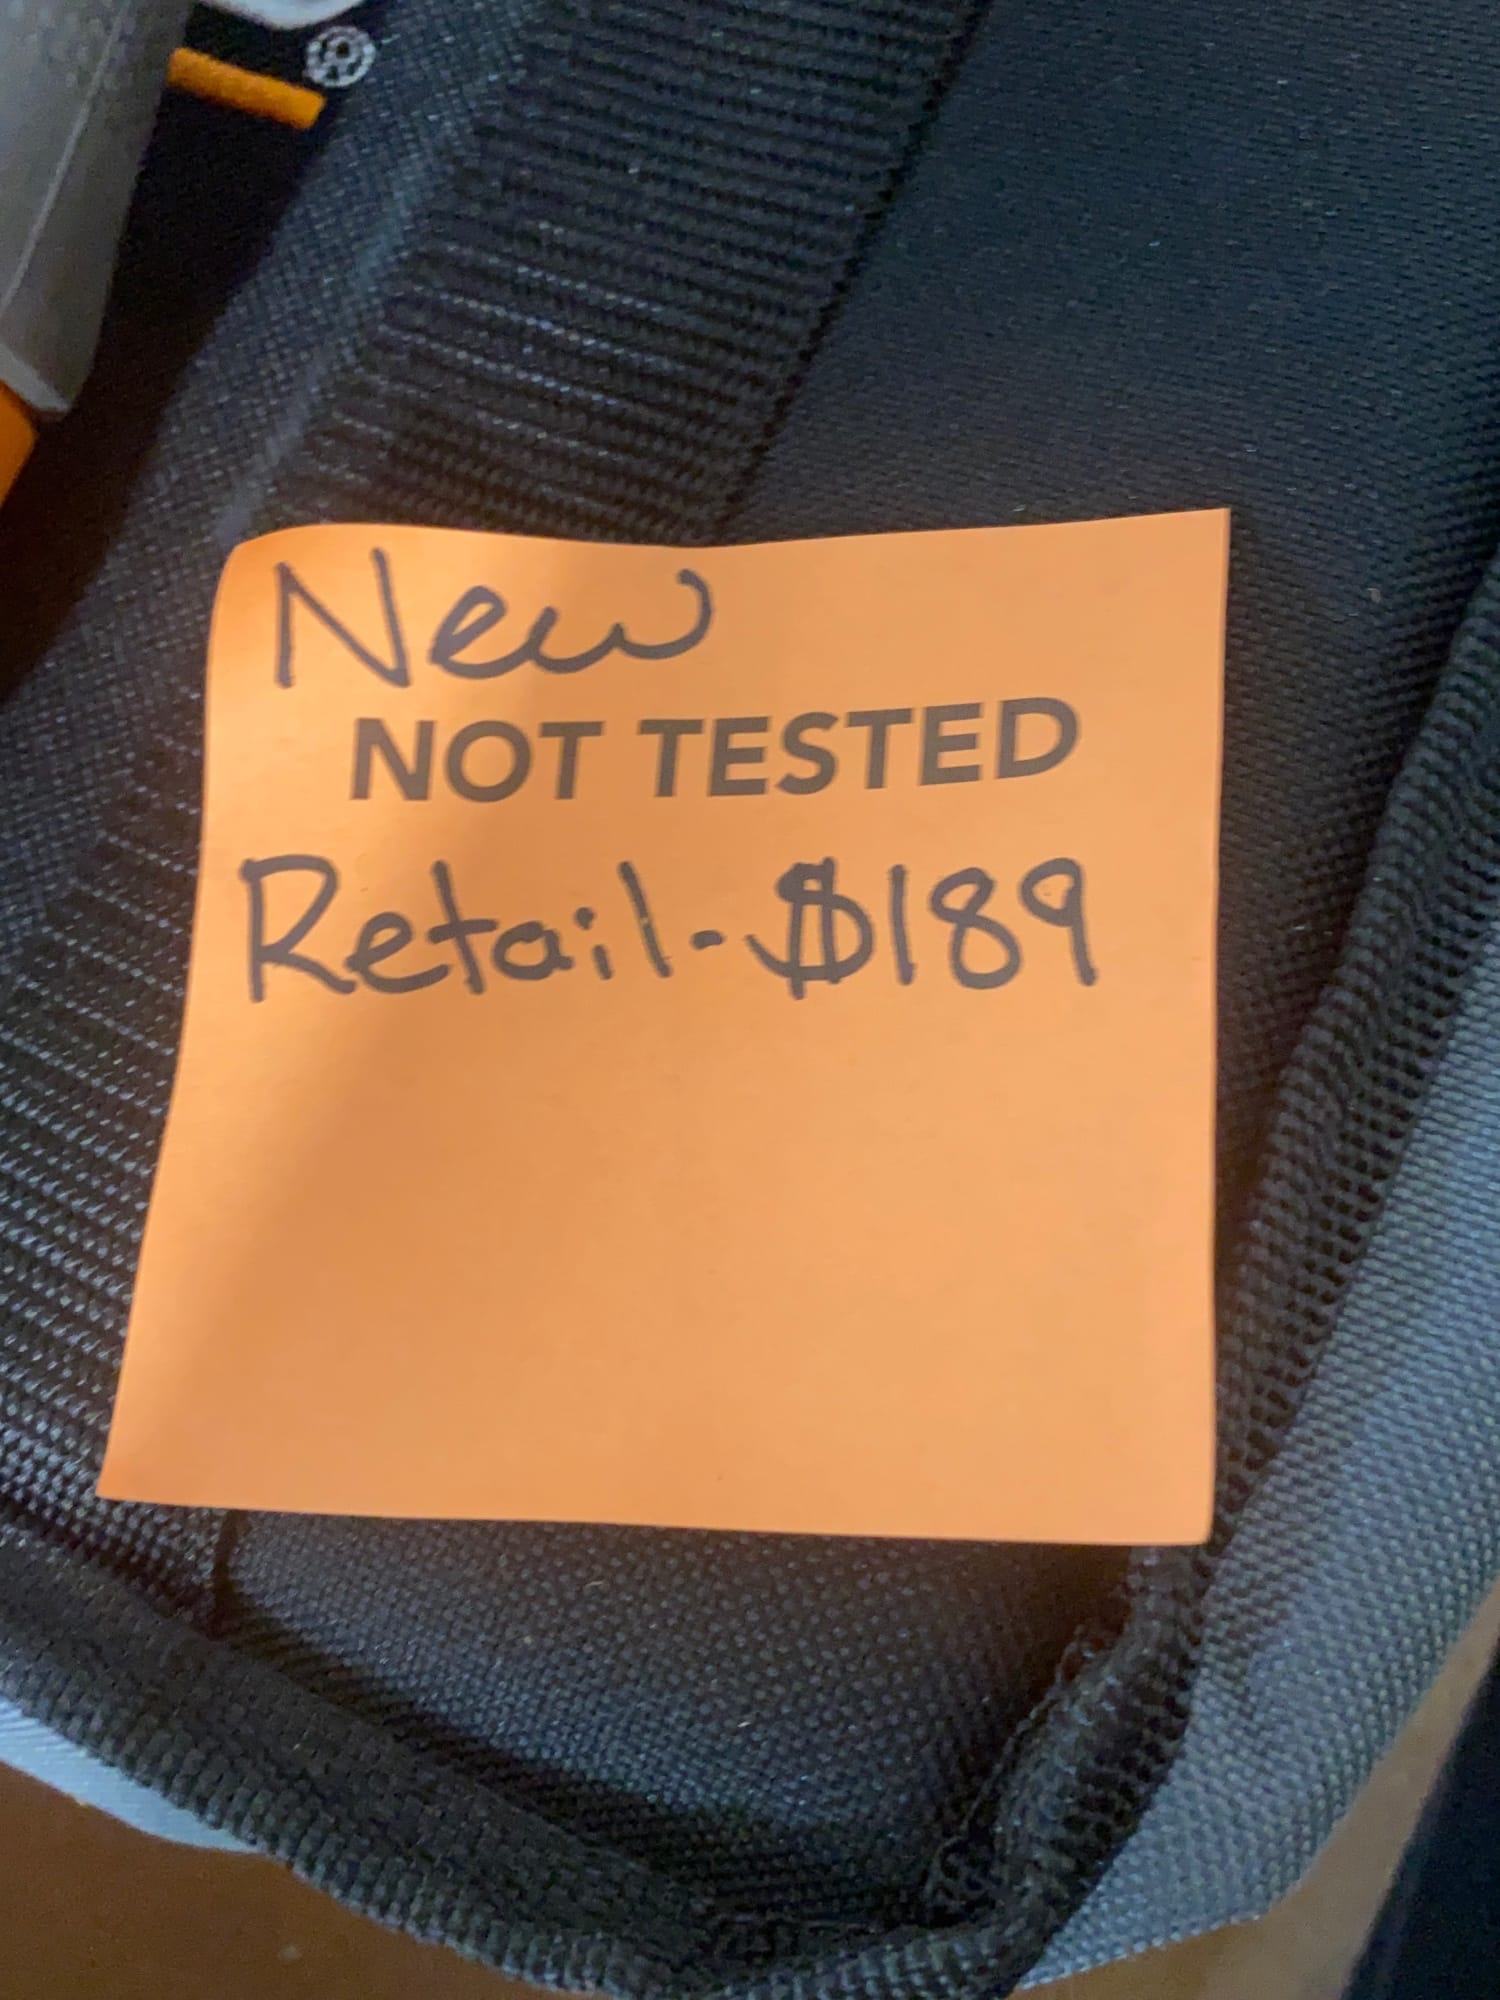 ®
New
NOT TESTED
Retail-$189